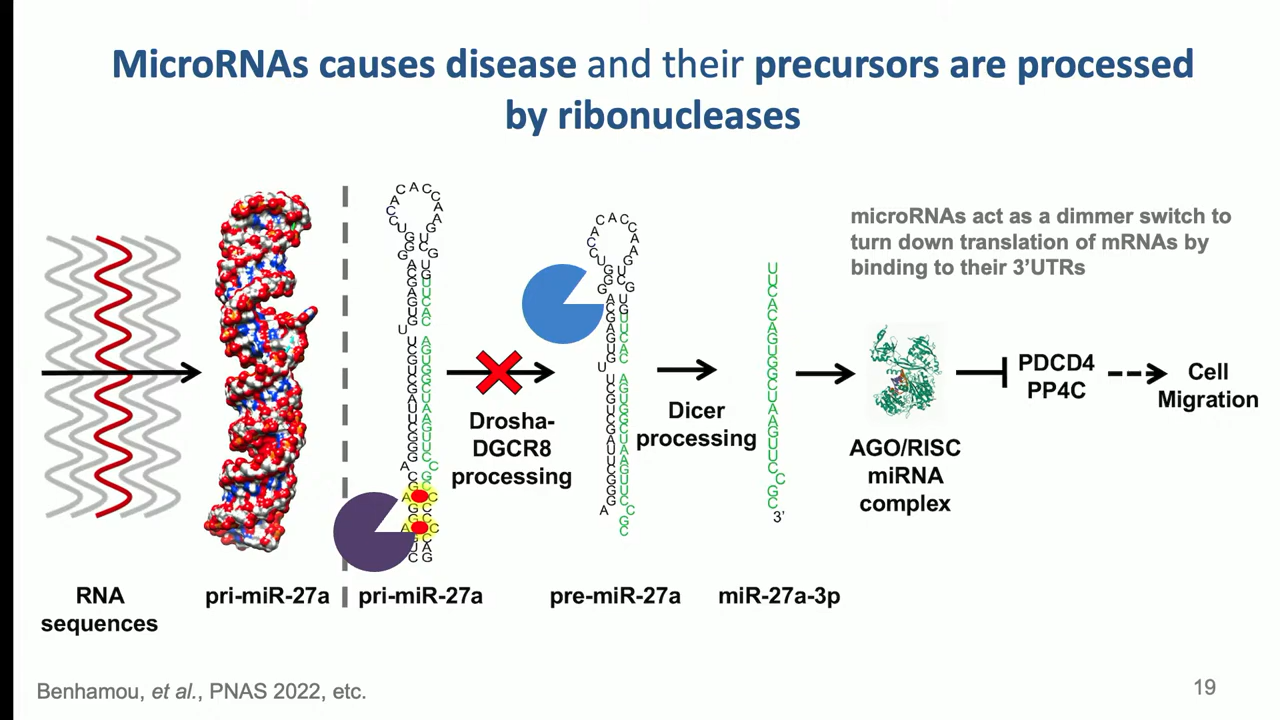 MicroRNAs causes disease and their precursors are processed
by ribonucleases
microRNAs act as a dimmer switch to
turn down translation of mRNAs by
binding to their 3’UTRs
Drosha-
DGCR8
processing
Dicer
processing
AGO/RISC
miRNA
complex
PDCD4
PP4C
Cell
Migration
U
U
C
A
C
A
G
U
G
G
C
U
A
A
G
U
U
C
C
G
C
3’
RNA
sequences
pri-miR-27a
pri-miR-27a
pre-miR-27a
miR-27a-3p
Benhamou, et al., PNAS 2022, etc.
19